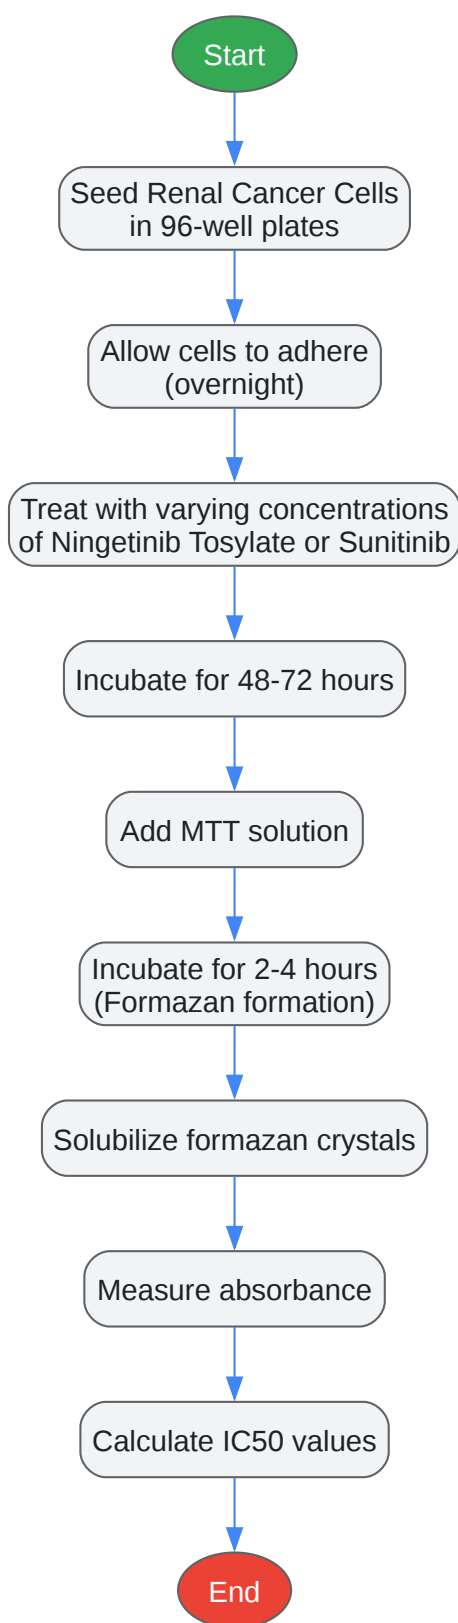 Start
Seed Renal Cancer Cells
in 96-well plates
Allow cells to adhere
(overnight)
Treat with varying concentrations
of Ningetinib Tosylate or Sunitinib
Incubate for 48-72 hours
Add MTT solution
Incubate for 2-4 hours
(Formazan formation)
Solubilize formazan crystals
Measure absorbance
Calculate IC50 values
End